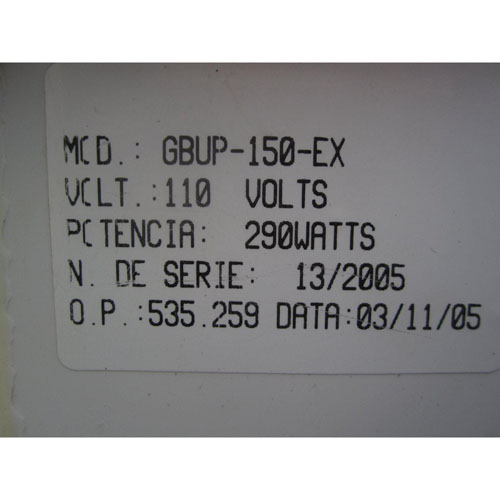 MOD.: GBUP-150-EX
VOLT.:110 VOLTS
POTENCIA: 290WATTS
N. DE SERIE: 13/2005
O.P.:535.259 DATA:03/11/05